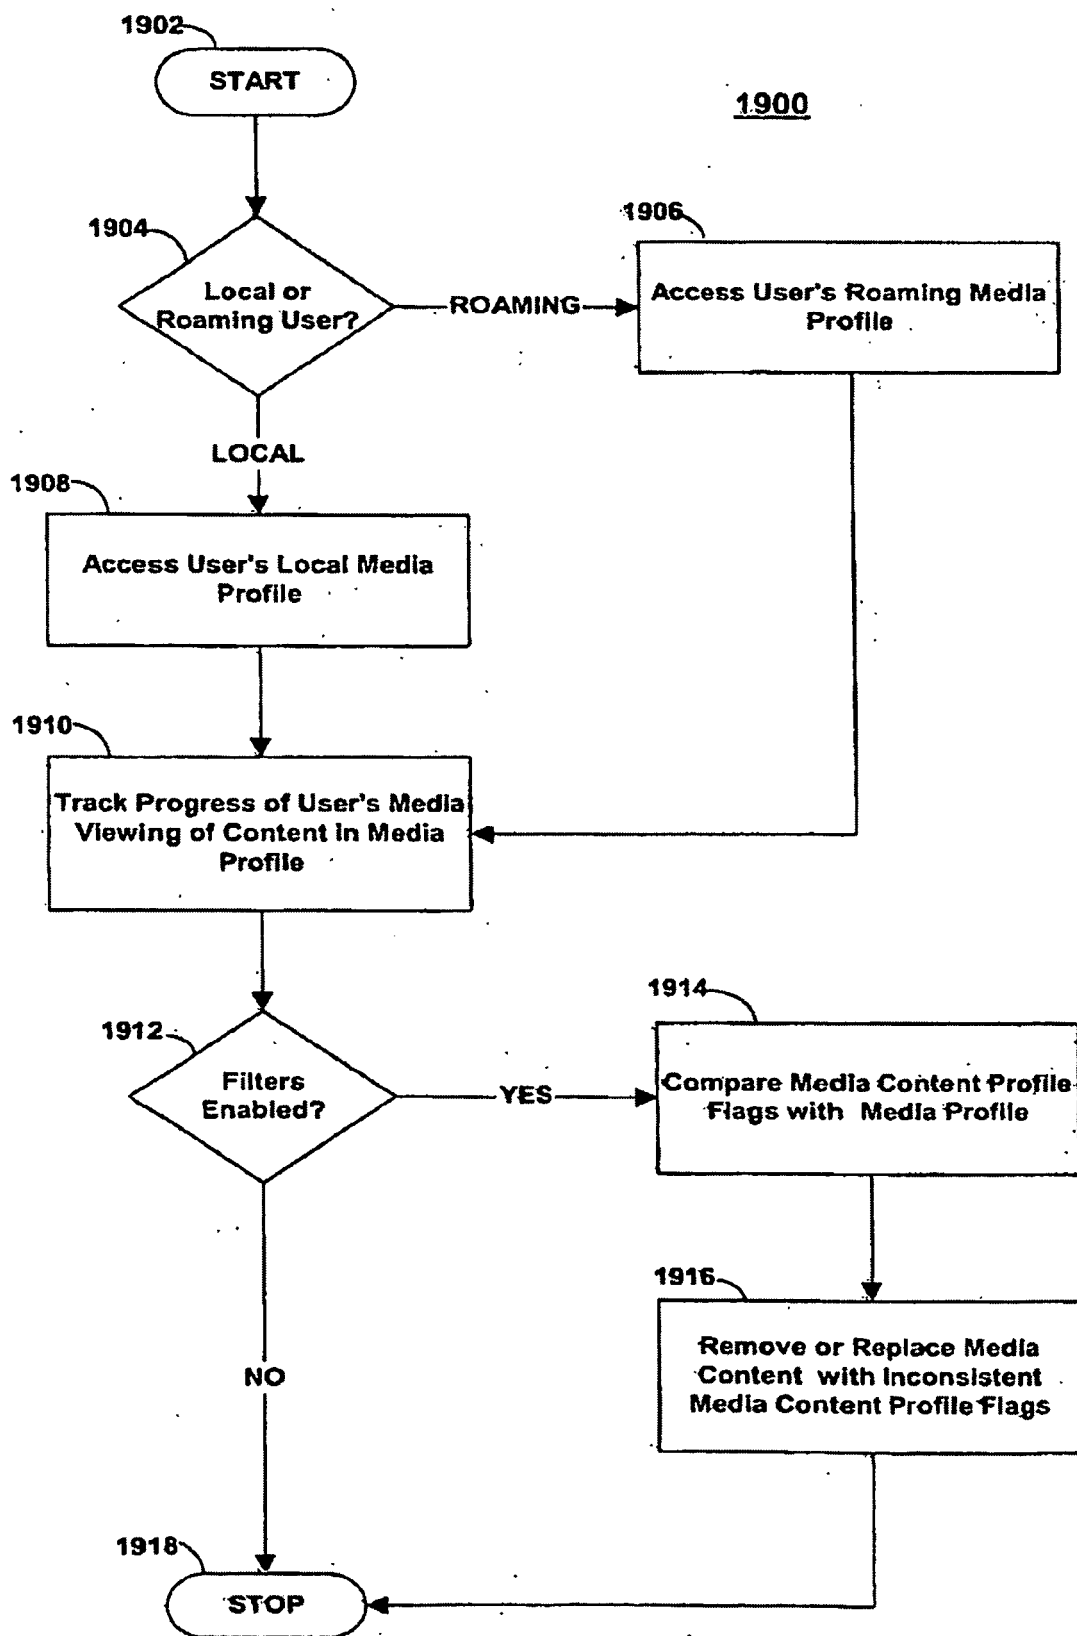 1902
START
1900
1904
Local or
Roaming User?
ROAMING
1906
Access User's Roaming Media
Profile
LOCAL
1908
Access User's Local Media
Profile
1910
Track Progress of User's Media
Viewing of Content in Media
Profile
1912
Filters
Enabled?
YES
1914
Compare Media Content Profile
Flags with Media Profile
1916
Remove or Replace Media
Content with Inconsistent
Media Content Profile Flags
NO
1918
STOP